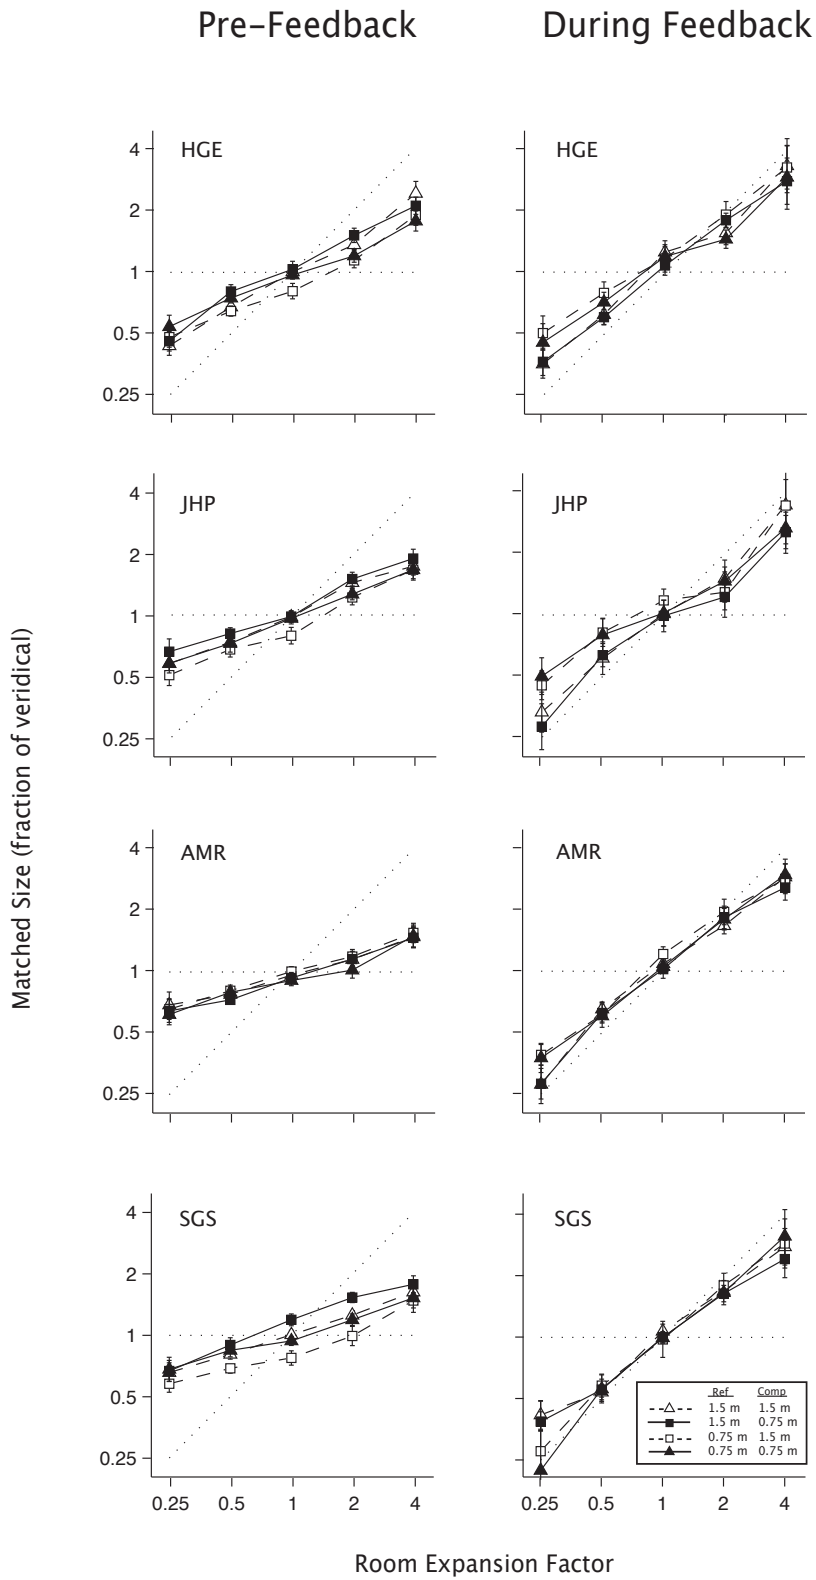 Pre-Feedback During Feedback
HGE HGE
4
2
1
0.5
0.25
JHP JHP
4
2
1
0.5
0.25
Matched Size (fraction of veridical)
AMR AMR
4
2
1
0.5
0.25
SGS SGS
4
2
1
0.5
0.25
Ref Comp
1.5 m 1.5 m
1.5 m 0.75 m
0.75 m 1.5 m
0.75 m 0.75 m
0.25 0.5 1 2 4 0.25 0.5 1 2 4
Room Expansion Factor